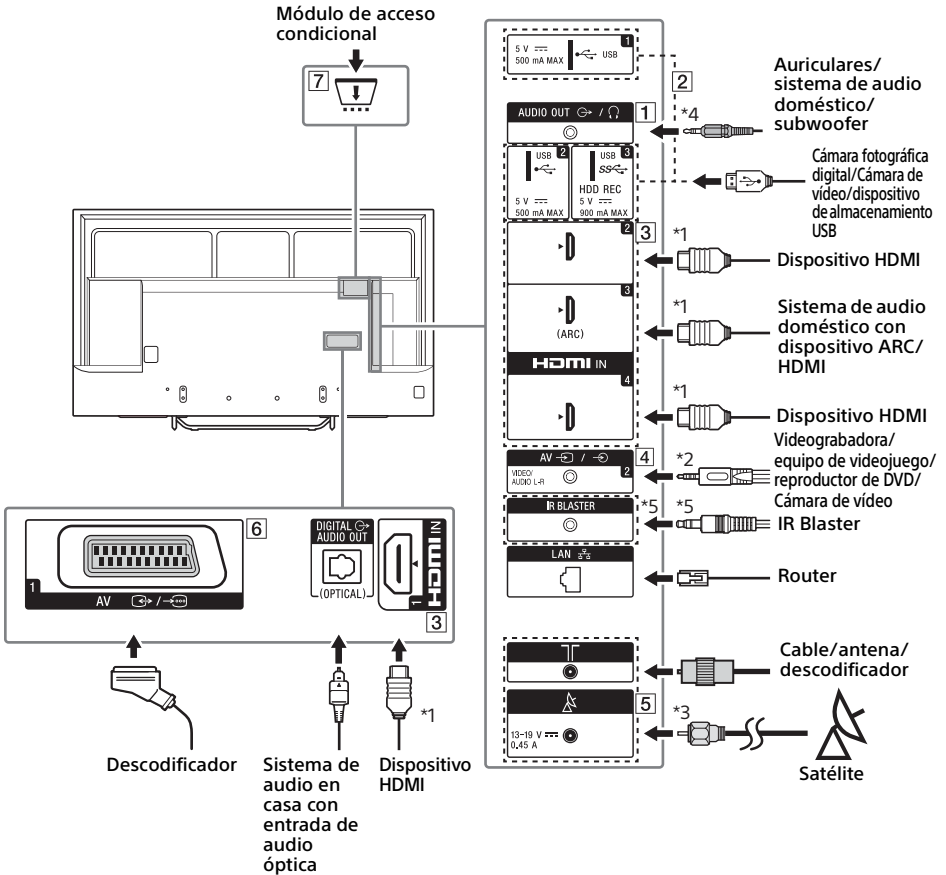 Módulo de acceso
condicional
7
5 V
500 mA MAX
USB
1
2
AUDIO OUT
/
1
*4
Auriculares/
sistema de audio
doméstico/
subwoofer
USB
2
5 V
500 mA MAX
USB
3
SS
HDD REC
5 V
900 mA MAX
Cámara fotográfica
digital/Cámara de
vídeo/dispositivo
de almacenamiento
USB
2
3
*1
Dispositivo HDMI
3
(ARC)
*1
Sistema de audio
doméstico con
dispositivo ARC/
HDMI
HDMI IN
4
*1
Dispositivo HDMI
AV /
VIDEO/
AUDIO L-R
2
4
*2
Videograbadora/
equipo de videojuego/
reproductor de DVD/
Cámara de vídeo
IR BLASTER
*5
*5
IR Blaster
LAN
Router
Cable/antena/
descodificador
5
13-19 V
0.45 A
*3
Satélite
6
1
AV /
DIGITAL
AUDIO OUT
(OPTICAL)
HDMI IN
1
3
*1
Descodificador
Sistema de
audio en
casa con
entrada de
audio
óptica
Dispositivo
HDMI